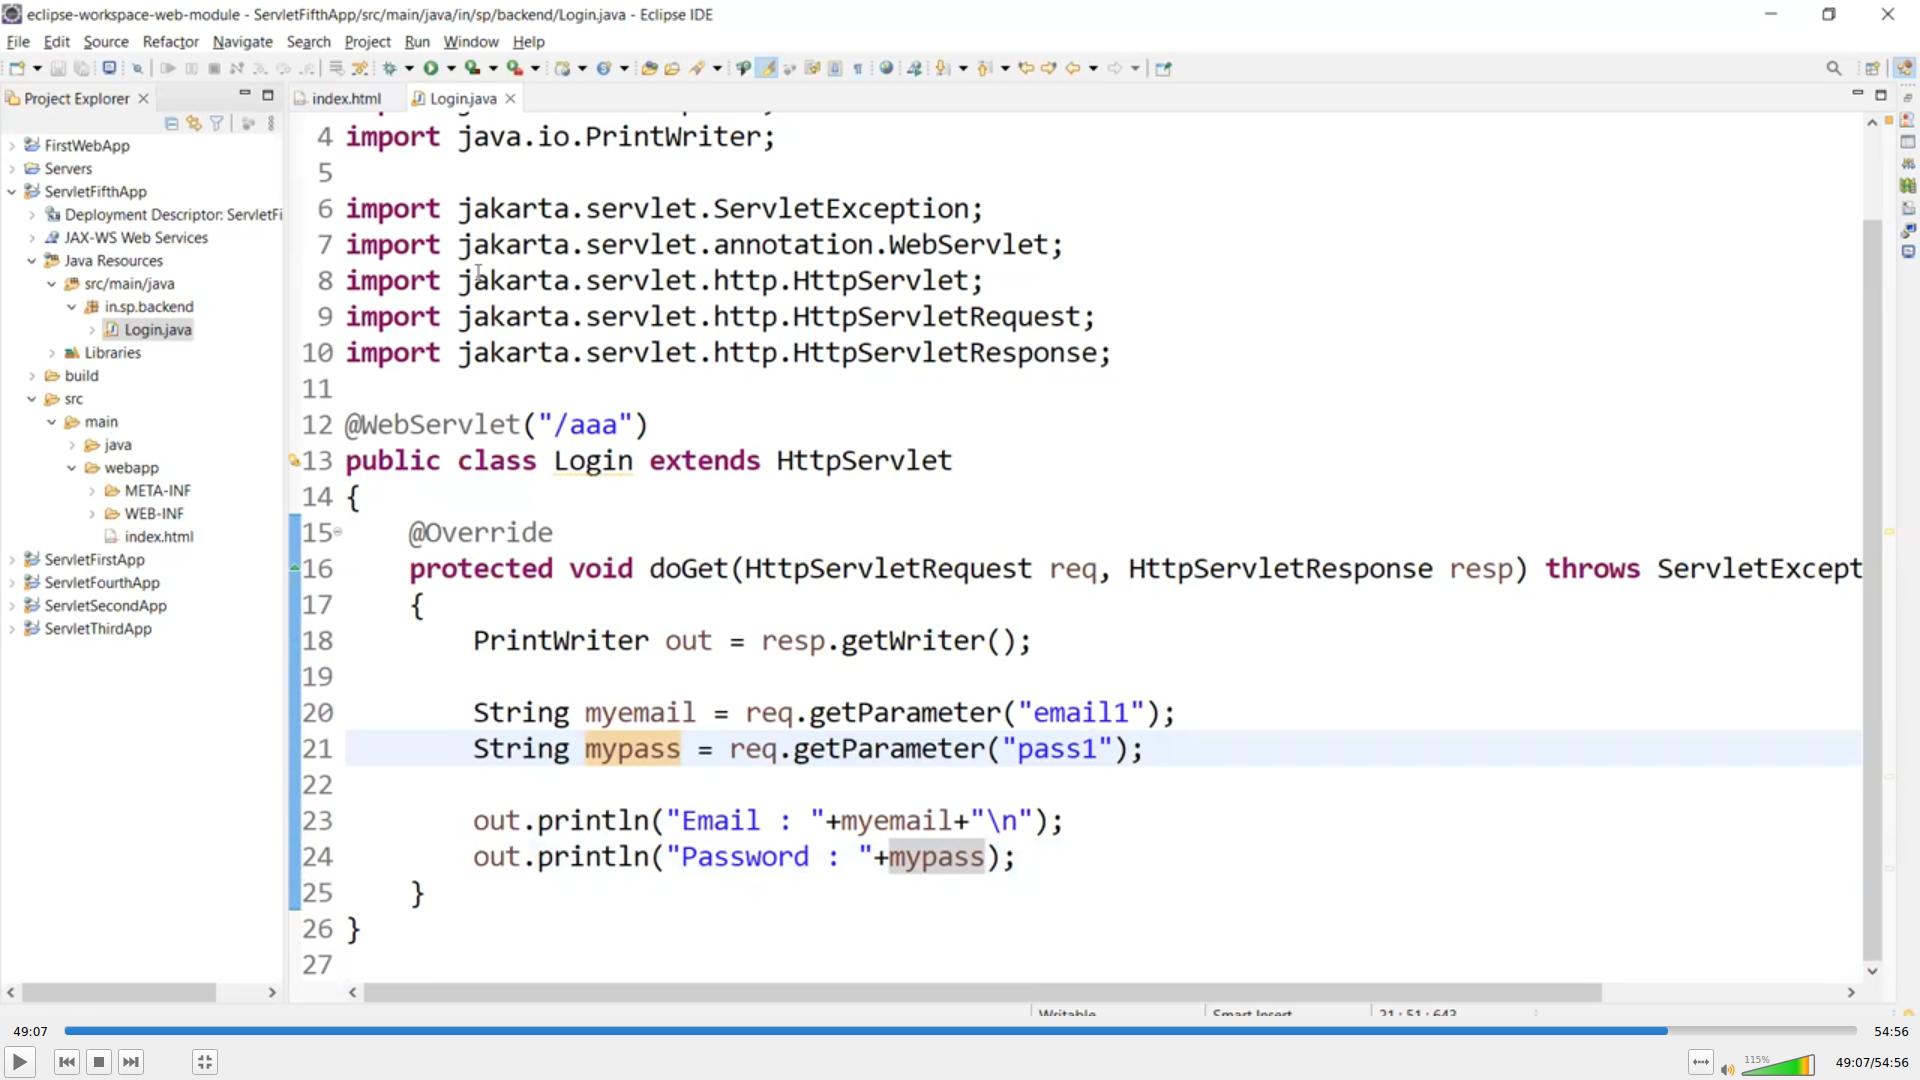 eclipse-workspace-web-module - ServletFifthApp/src/main/java/in/sp/backend/Login.java - Eclipse IDE
File Edit Source Refactor Navigate Search Project Run Window Help
Project Explorer
index.html
Login.java
FirstWebApp
Servers
ServletFifthApp
Deployment Descriptor: ServletFi
JAX-WS Web Services
Java Resources
src/main/java
in.sp.backend
Login.java
Libraries
build
src
main
java
webapp
META-INF
WEB-INF
index.html
ServletFirstApp
ServletFourthApp
ServletSecondApp
ServletThirdApp
4 import java.io.PrintWriter;
5
6 import jakarta.servlet.ServletException;
7 import jakarta.servlet.annotation.WebServlet;
8 import jakarta.servlet.http.HttpServlet;
9 import jakarta.servlet.http.HttpServletRequest;
10 import jakarta.servlet.http.HttpServletResponse;
11
12 @WebServlet("/aaa")
13 public class Login extends HttpServlet
14 {
15 @Override
16 protected void doGet(HttpServletRequest req, HttpServletResponse resp) throws ServletExcept
17 {
18 PrintWriter out = resp.getWriter();
19
20 String myemail = req.getParameter("email1");
21 String mypass = req.getParameter("pass1");
22
23 out.println("Email : "+myemail+"\n");
24 out.println("Password : "+mypass);
25 }
26 }
27
Writable
Smart Insert
21 : 51 : 643
49:07
54:56
115%
49:07/54:56